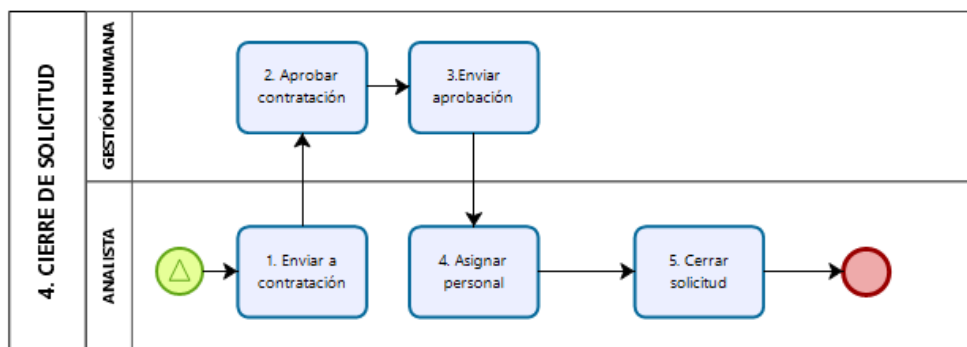 4. CIERRE DE SOLICITUD
GESTIÓN HUMANA
2. Aprobar
contratación
3.Enviar
aprobación
ANALISTA
1. Enviar a
contratación
4. Asignar
personal
5. Cerrar
solicitud